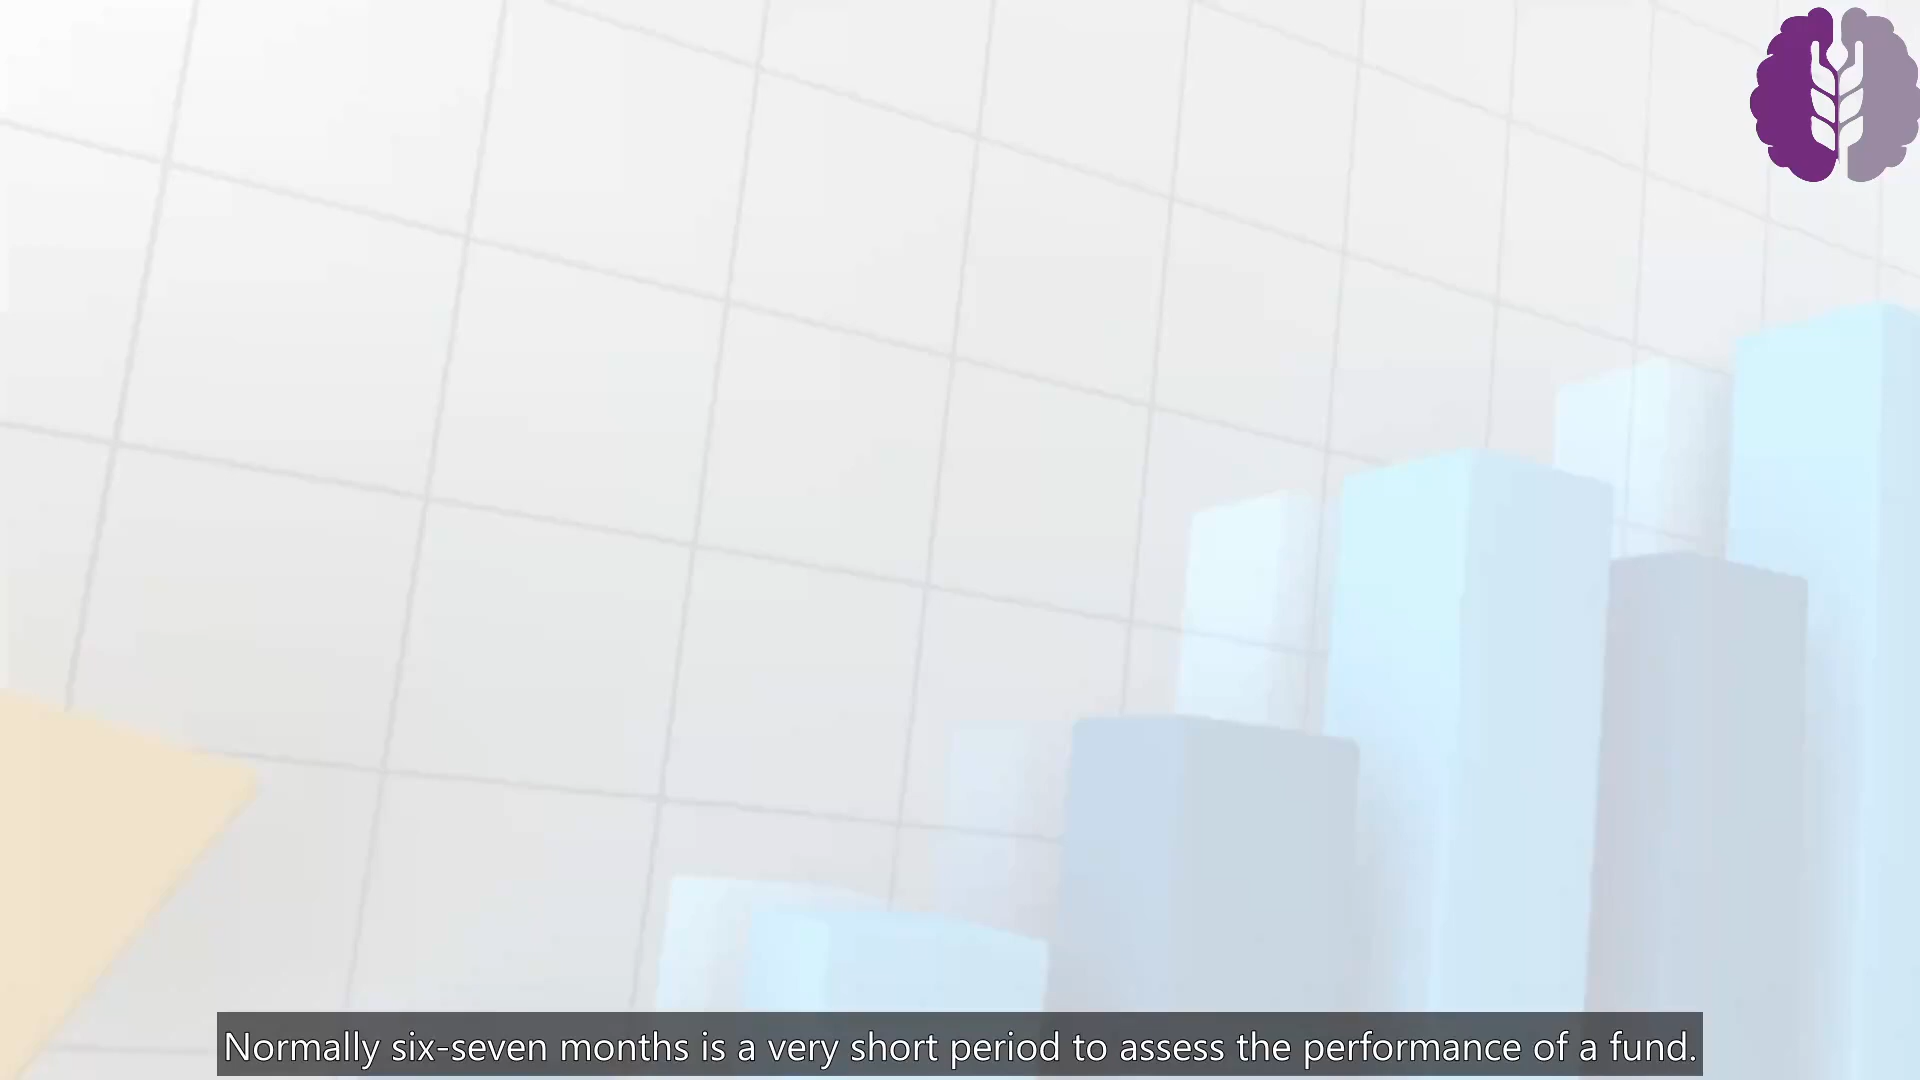 Normally six-seven months is a very short period to assess the performance of a fund.